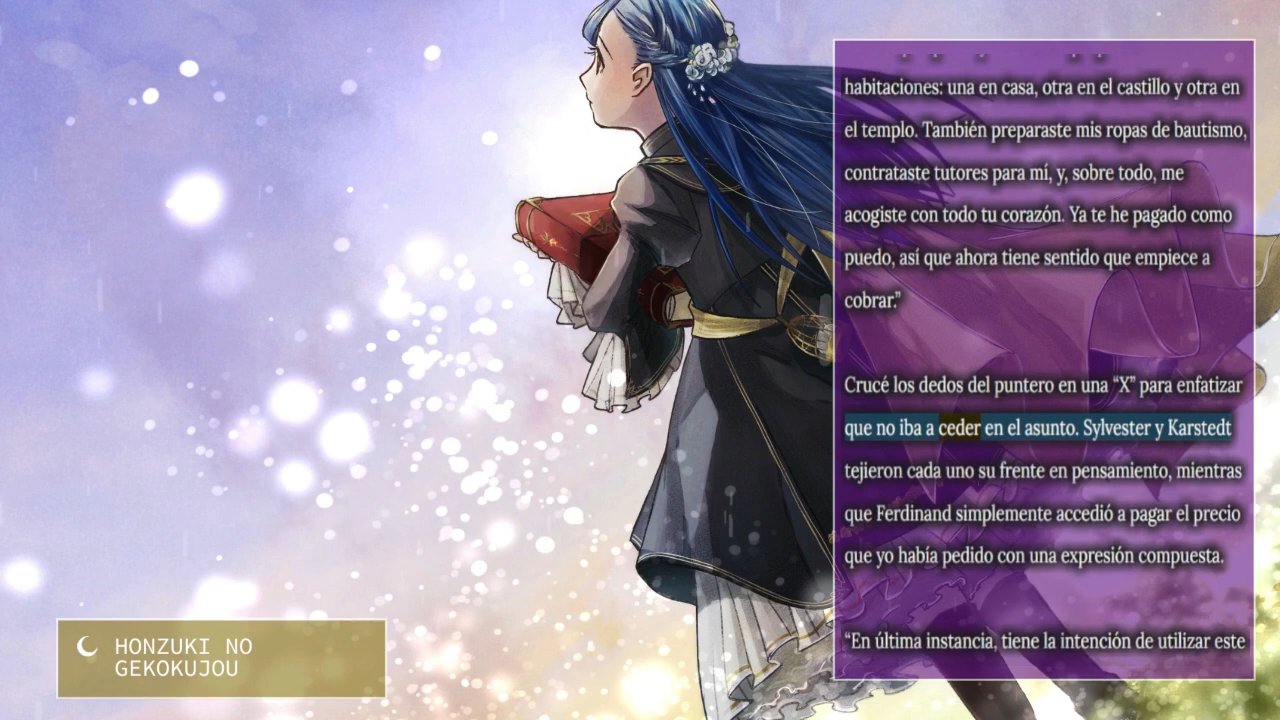 habitaciones: una en casa, otra en el castillo y otra en
el templo. También preparaste mis ropas de bautismo,
contrataste tutores para mí, y, sobre todo, me
acogiste con todo tu corazón. Ya te he pagado como
puedo, así que ahora tiene sentido que empiece a
cobrar.”
Crucé los dedos del puntero en una “X” para enfatizar
que no iba a ceder en el asunto. Sylvester y Karstedt
tejieron cada uno su frente en pensamiento, mientras
que Ferdinand simplemente accedió a pagar el precio
que yo había pedido con una expresión compuesta.
“En última instancia, tiene la intención de utilizar este
HONZUKI NO
GEKOKUJOU